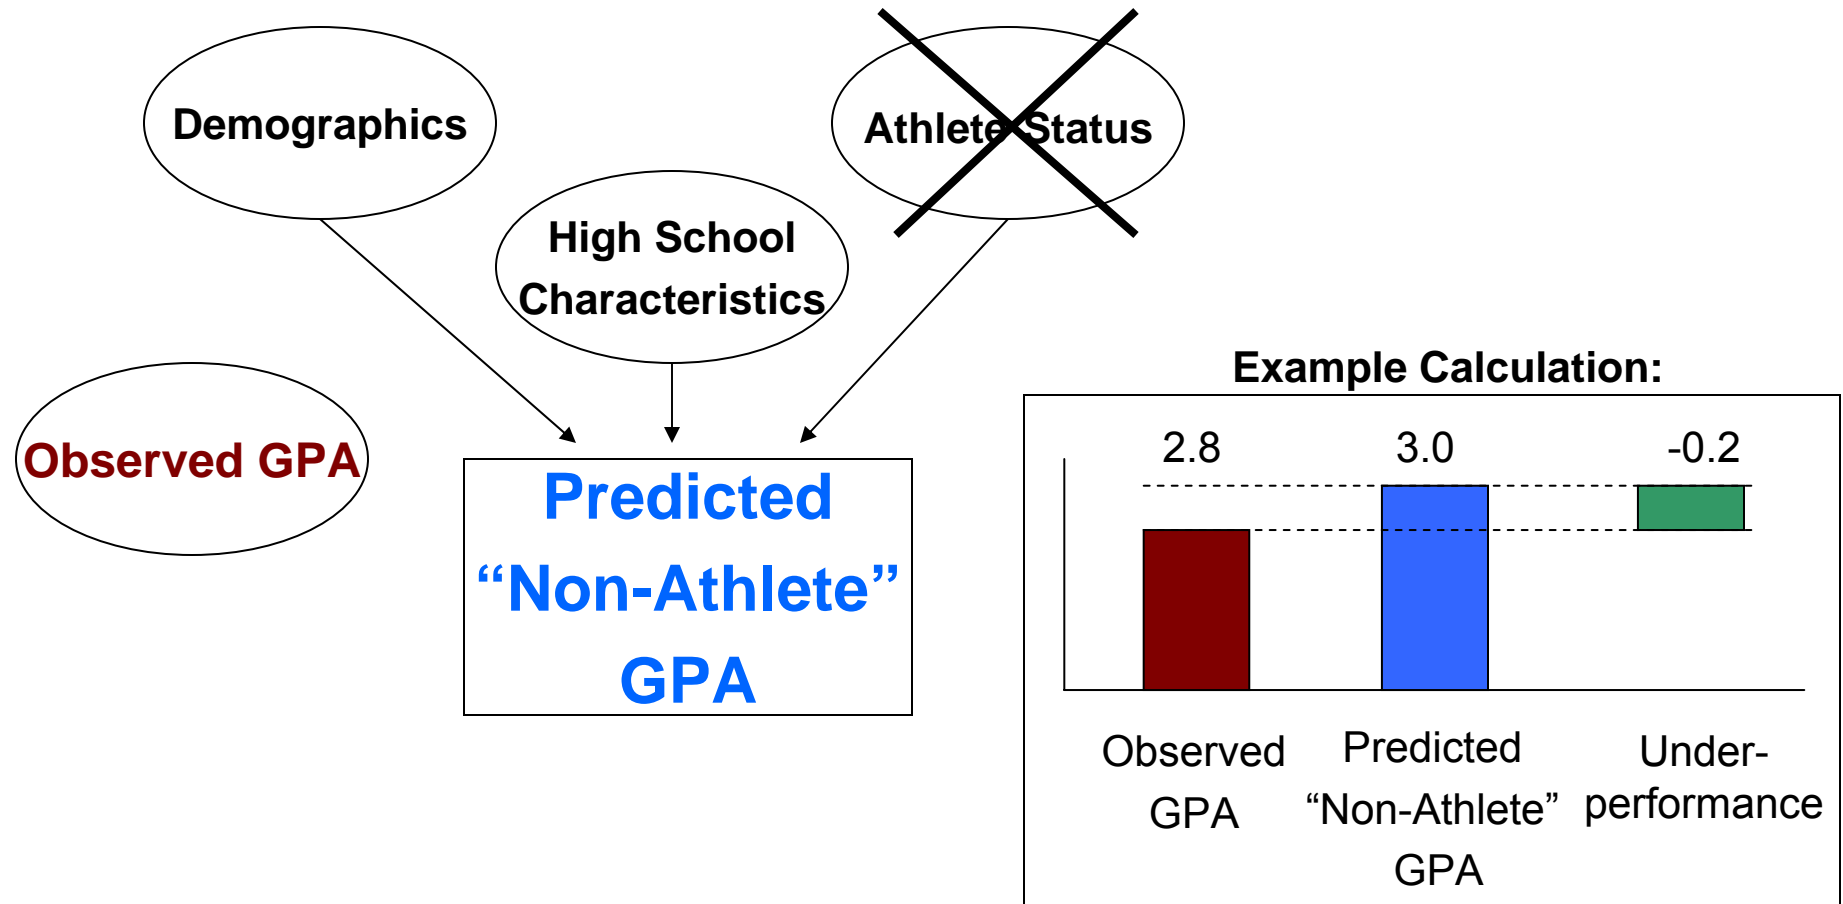 Demographics
Athlete Status
High School
Characteristics
Observed GPA
Predicted
“Non-Athlete”
GPA
Example Calculation:
2.8
3.0
-0.2
Observed
GPA
Predicted
“Non-Athlete”
GPA
Under-
performance